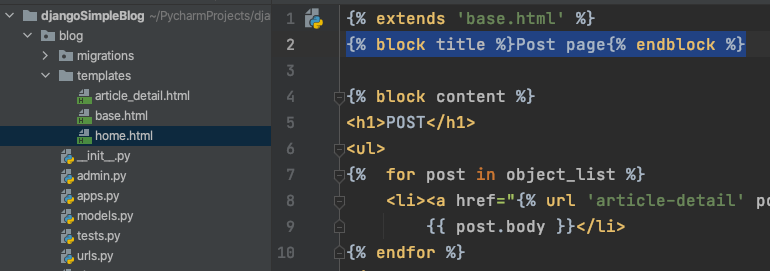 djangoSimpleBlog ~/PycharmProjects/dja
blog
migrations
templates
article_detail.html
base.html
home.html
__init__.py
admin.py
apps.py
models.py
tests.py
urls.py
1 {% extends 'base.html' %}
2 {% block title %}Post page{% endblock %}
3
4 {% block content %}
5 <h1>POST</h1>
6 <ul>
7 {%  for post in object_list %}
8 <li><a href="{% url 'article-detail' po
9 {{ post.body }}</li>
10 {% endfor %}